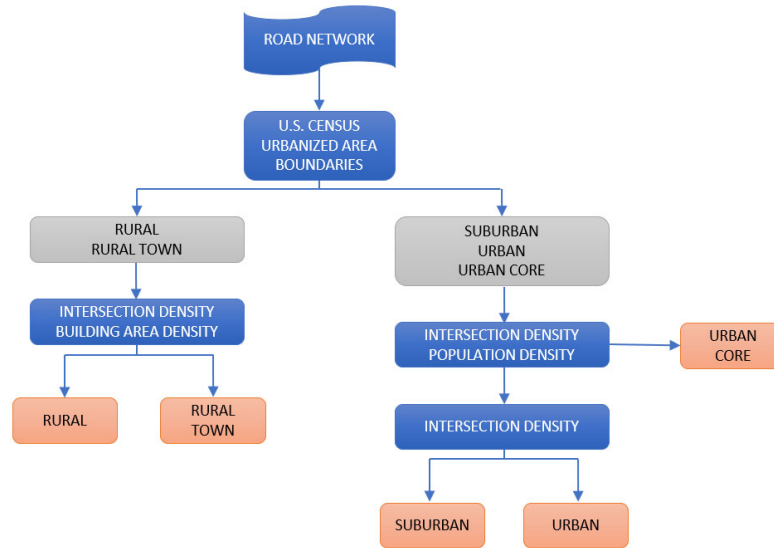 ROAD NETWORK
U.S. CENSUS
URBANIZED AREA
BOUNDARIES
RURAL
RURAL TOWN
SUBURBAN
URBAN
URBAN CORE
INTERSECTION DENSITY
BUILDING AREA DENSITY
INTERSECTION DENSITY
POPULATION DENSITY
URBAN
CORE
RURAL
RURAL
TOWN
INTERSECTION DENSITY
SUBURBAN
URBAN